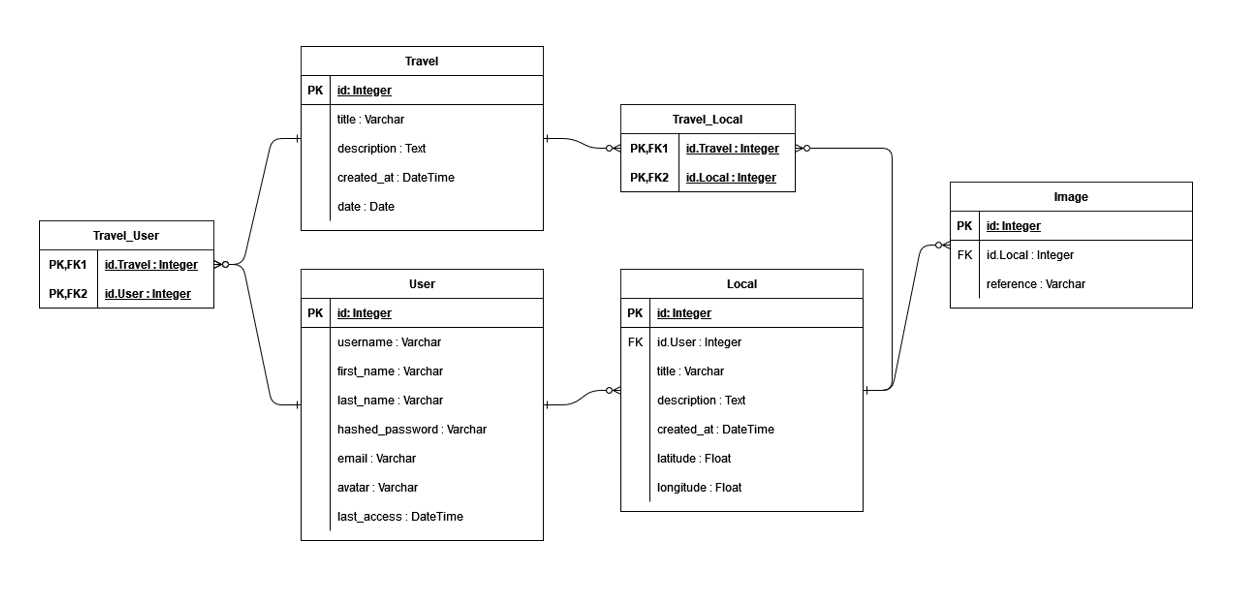 Travel
PK id: Integer
title : Varchar
description : Text
created_at : DateTime
date : Date
Travel_Local
PK,FK1 id.Travel : Integer
PK,FK2 id.Local : Integer
Image
PK id: Integer
FK id.Local : Integer
reference : Varchar
Travel_User
PK,FK1 id.Travel : Integer
PK,FK2 id.User : Integer
User
PK id: Integer
username : Varchar
first_name : Varchar
last_name : Varchar
hashed_password : Varchar
email : Varchar
avatar : Varchar
last_access : DateTime
Local
PK id: Integer
FK id.User : Integer
title : Varchar
description : Text
created_at : DateTime
latitude : Float
longitude : Float